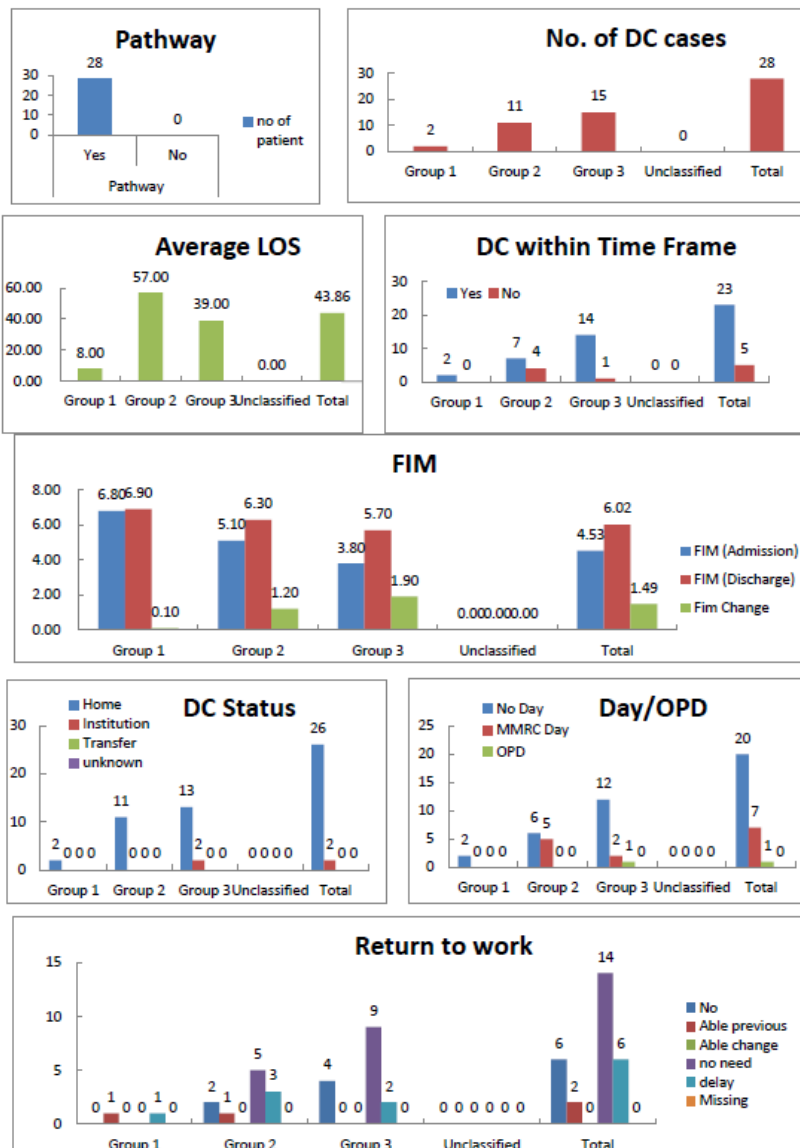 Pathway
28
30
20
10
0
0
Yes
No
Pathway
no of
patient
No. of DC cases
28
30
20
10
0
2
11
15
0
Group 1
Group 2
Group 3
Unclassified
Total
Average LOS
57.00
60.00
40.00
20.00
0.00
8.00
39.00
0.00
43.86
Group 1
Group 2
Group 3
Unclassified
Total
DC within Time Frame
30
20
10
0
Yes
No
2
0
7
4
14
1
0
0
23
5
Group 1
Group 2
Group 3
Unclassified
Total
FIM
8.00
6.00
4.00
2.00
0.00
6.80
6.90
0.10
5.10
6.30
1.20
3.80
5.70
1.90
0.00
0.00
0.00
4.53
6.02
1.49
Group 1
Group 2
Group 3
Unclassified
Total
FIM (Admission)
FIM (Discharge)
Fim Change
DC Status
Home
Institution
Transfer
unknown
30
20
10
0
2 0 0 0
11
0 0 0
13
2 0 0
0 0 0 0
26
2 0 0
Group 1
Group 2
Group 3
Unclassified
Total
Day/OPD
No Day
MMRC Day
OPD
25
20
15
10
5
0
2 0 0 0
6
5
0 0
12
2
1
0
0 0 0 0
20
7
1
0
Group 1
Group 2
Group 3
Unclassified
Total
Return to work
15
10
5
0
0
1
0 0
1
0
2
1
0
5
3
0
4
0 0
9
2
0
0 0 0 0 0 0
6
2
0
14
6
0
Group 1
Group 2
Group 3
Unclassified
Total
No
Able previous
Able change
no need
delay
Missing